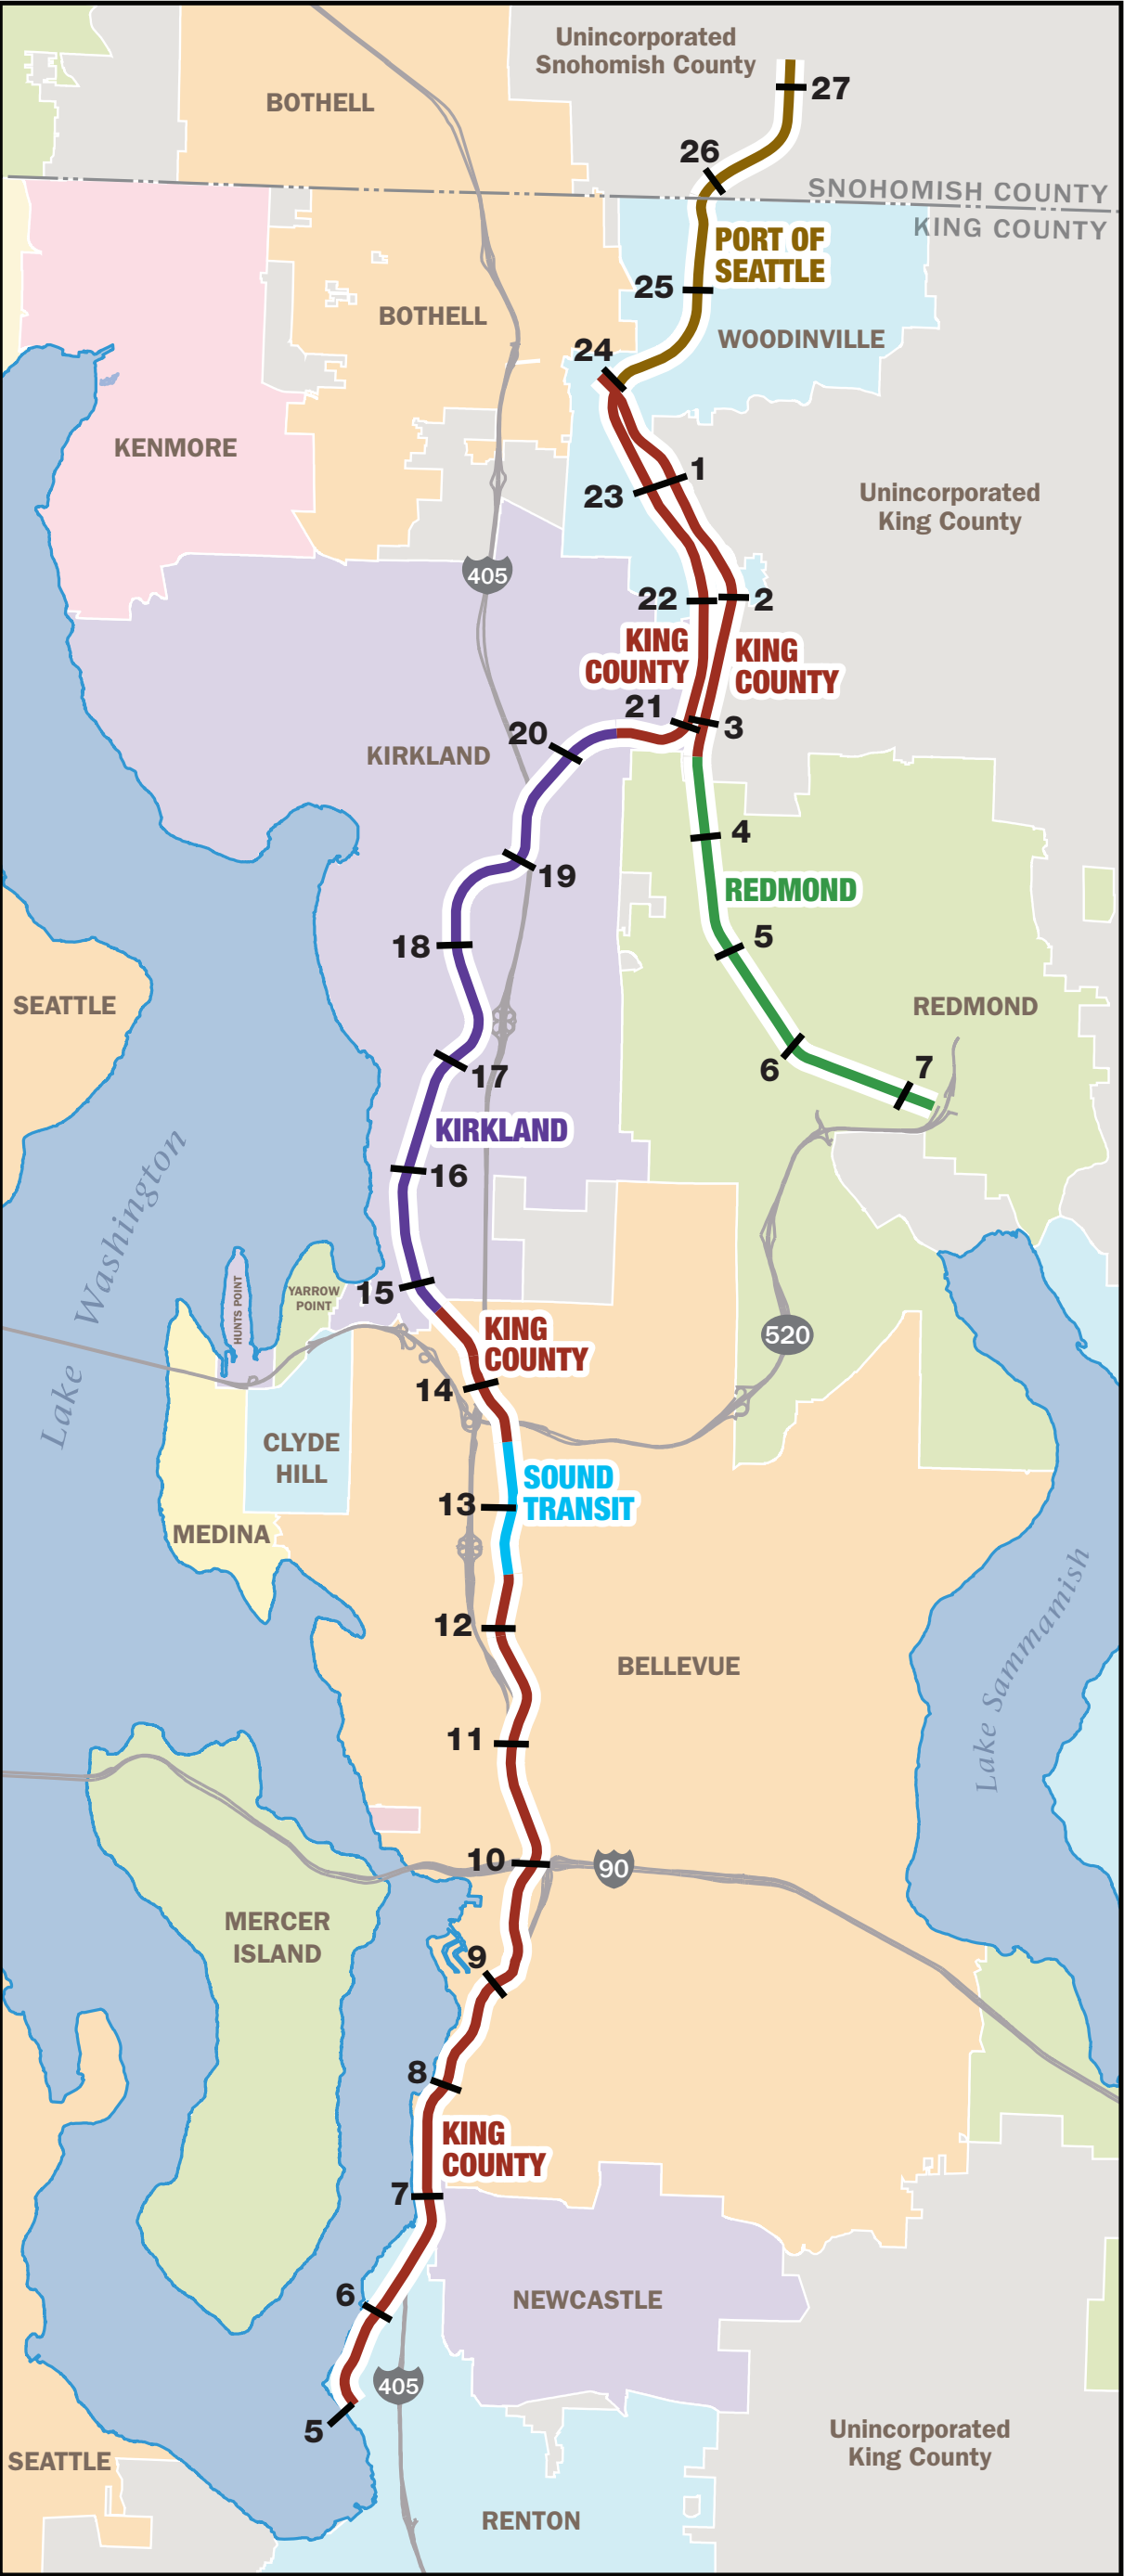 Unincorporated
Snohomish County
27
BOTHELL
26
SNOHOMISH COUNTY
KING COUNTY
PORT OF
SEATTLE
25
BOTHELL
WOODINVILLE
24
KENMORE
1
23
Unincorporated
King County
405
22
2
KING
COUNTY
KING
COUNTY
21
3
20
KIRKLAND
4
19
REDMOND
18
5
SEATTLE
REDMOND
6
7
17
KIRKLAND
16
Lake Washington
15
HUNTS POINT
YARROW
POINT
520
KING
COUNTY
14
CLYDE
HILL
SOUND
TRANSIT
13
MEDINA
12
BELLEVUE
Lake Sammamish
11
10
90
MERCER
ISLAND
9
8
KING
COUNTY
7
6
NEWCASTLE
405
5
Unincorporated
King County
SEATTLE
RENTON